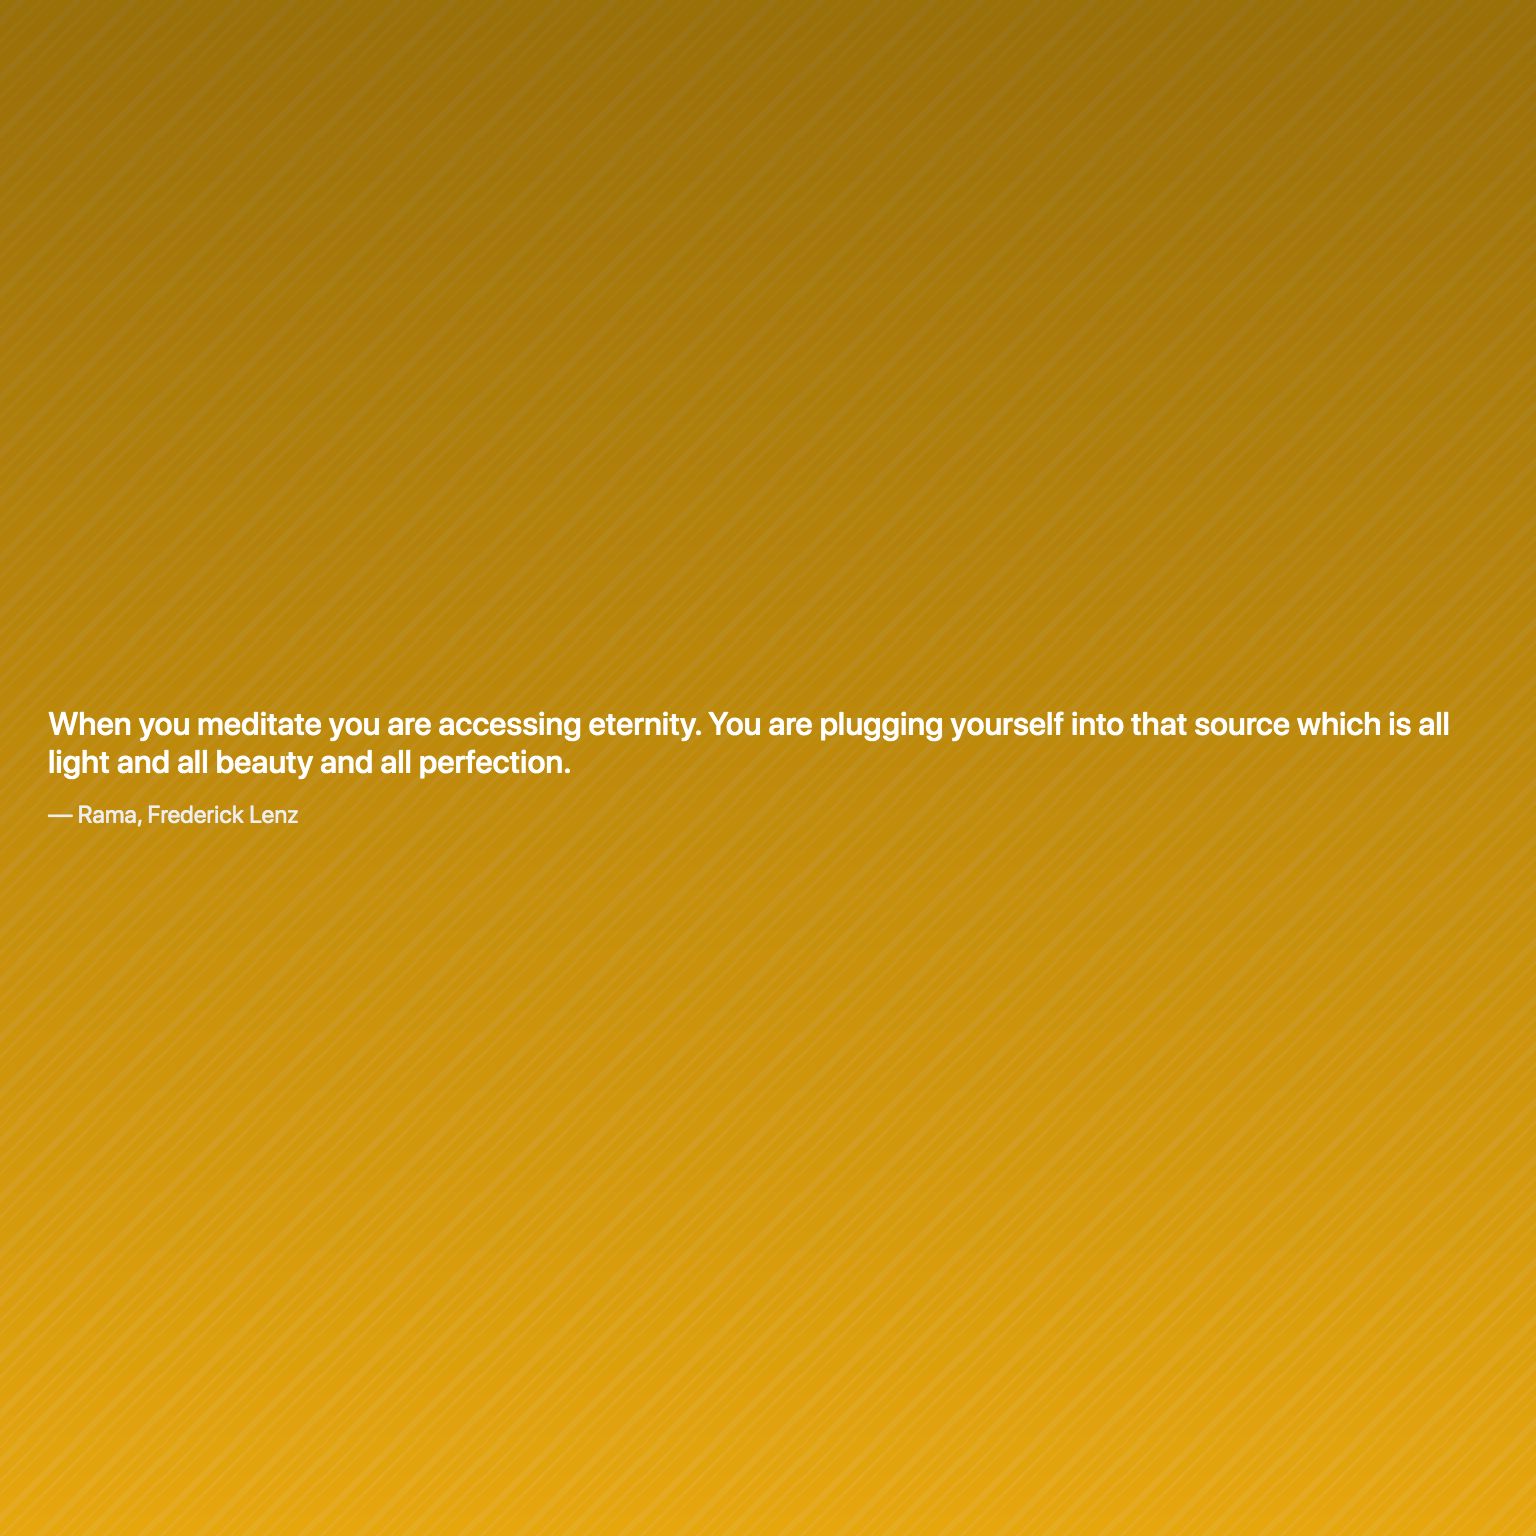 When you meditate you are accessing eternity. You are plugging yourself into that source which is all
light and all beauty and all perfection.
— Rama, Frederick Lenz